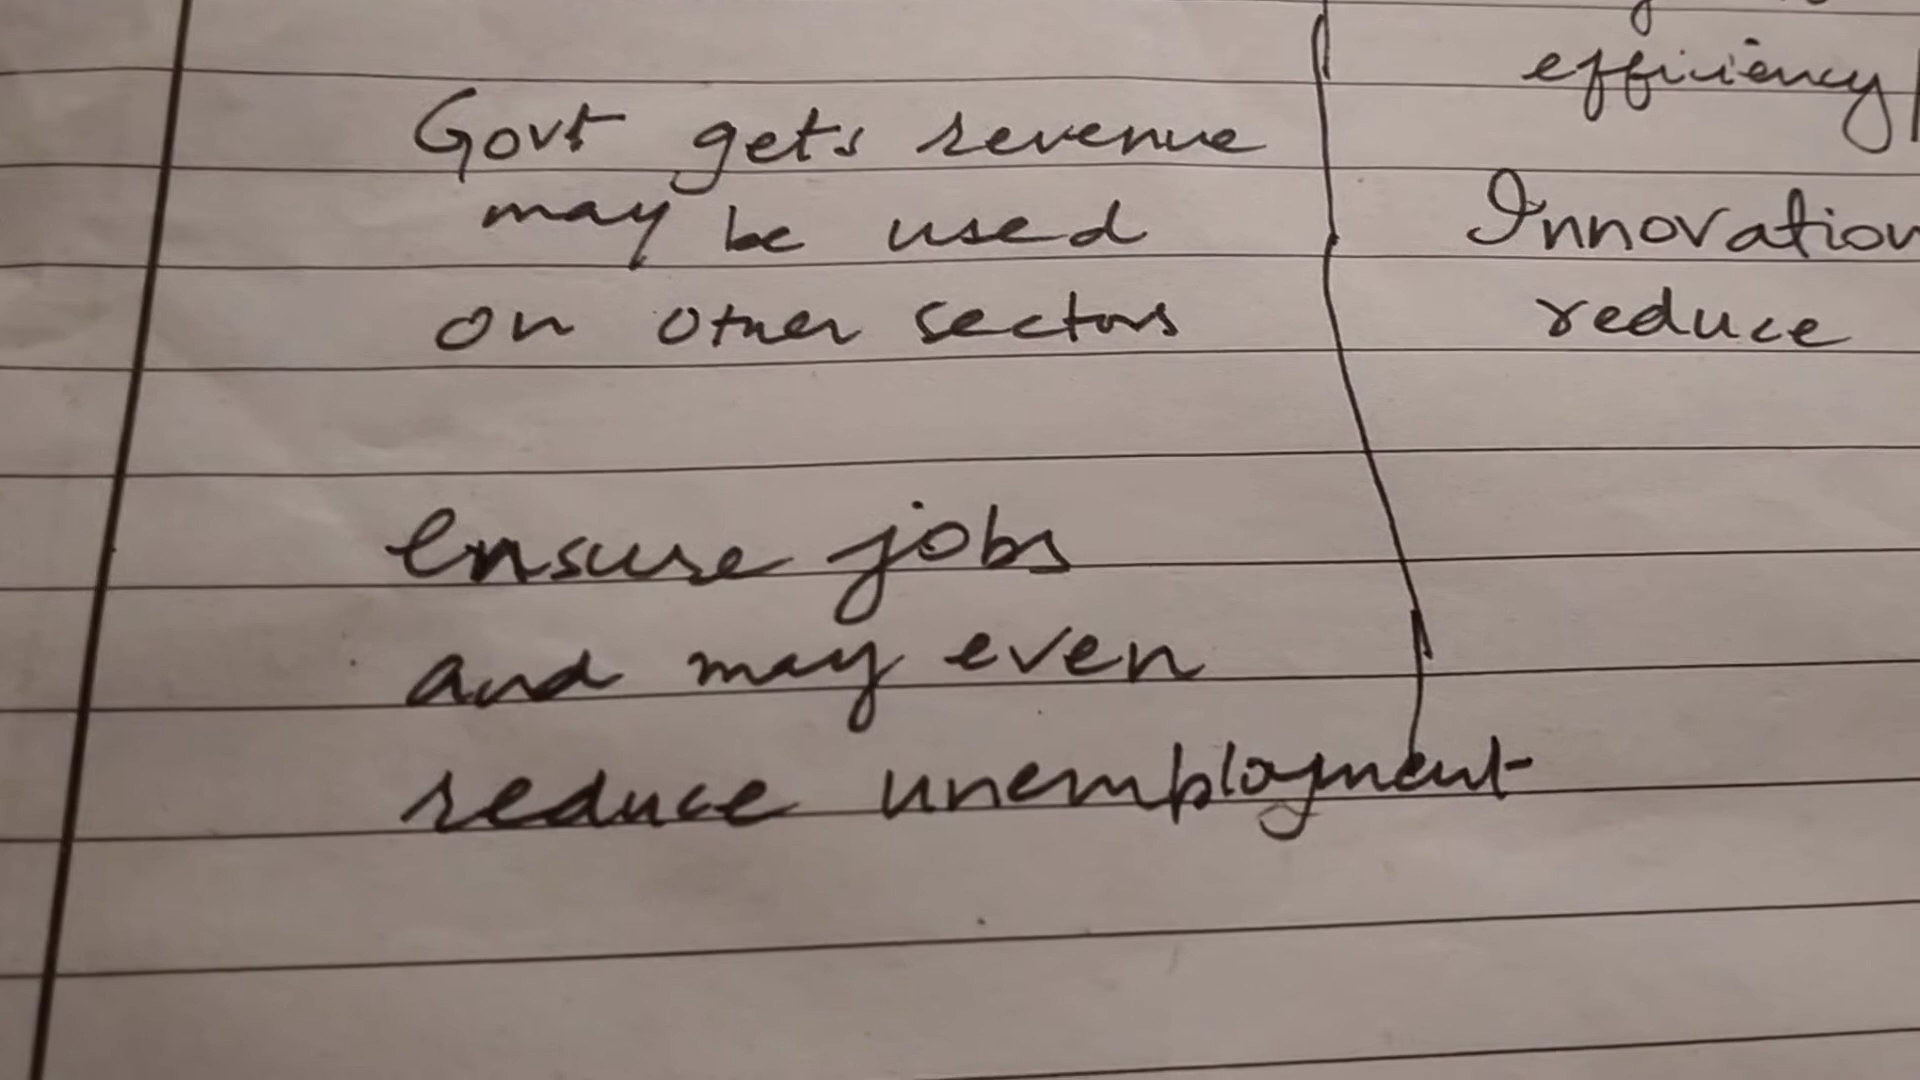 Govt gets revenue
may be used
on other sectors
ensure jobs
and may even
reduce unemployment
efficiency
Innovation
reduce